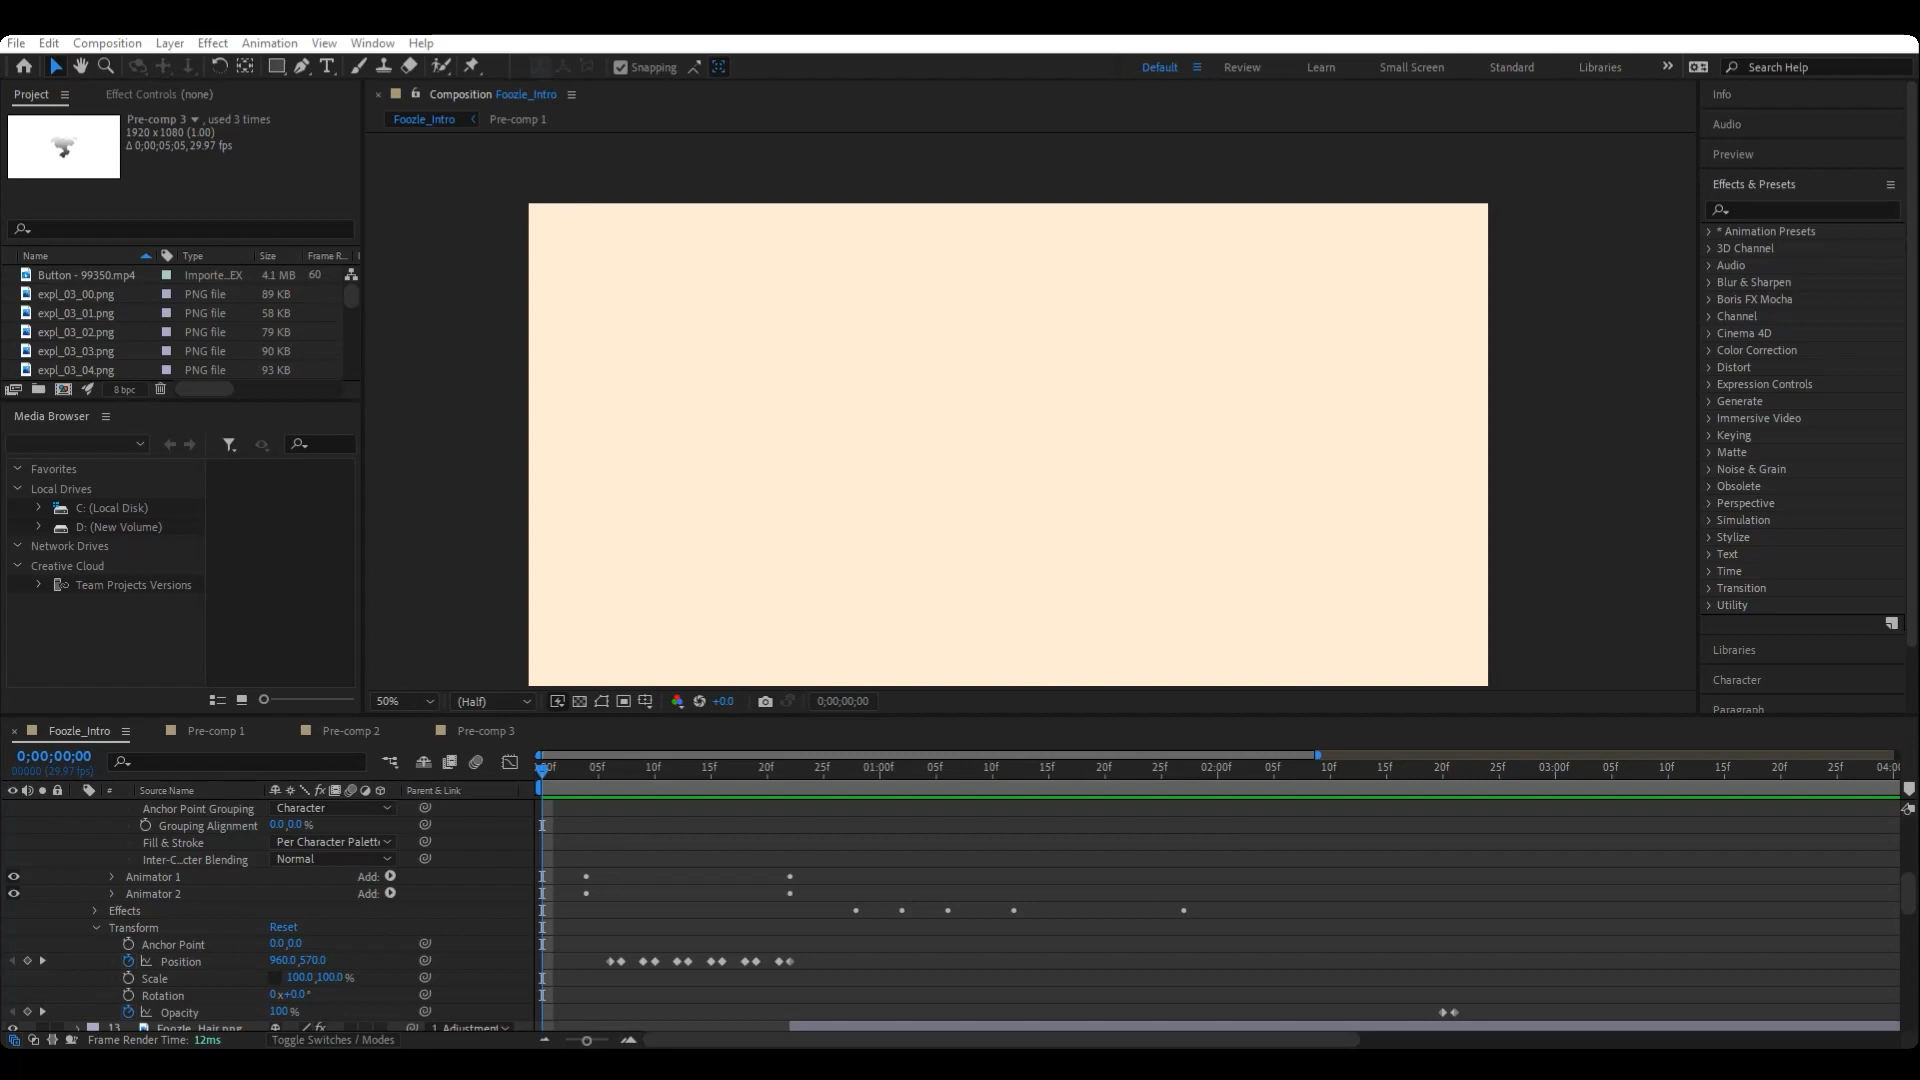 File Edit Composition Layer Effect Animation View Window Help
Snapping
Default Review Learn Small Screen Standard Libraries Search Help
Project Effect Controls (none)
Pre-comp 3 , used 3 times
1920 x 1080 (1.00)
Δ 0;00;05;05, 29.97 fps
Name Type Size Frame R...
Button - 99350.mp4 Importe...EX 4.1 MB 60
expl_03_00.png PNG file 89 KB
expl_03_01.png PNG file 58 KB
expl_03_02.png PNG file 79 KB
expl_03_03.png PNG file 90 KB
expl_03_04.png PNG file 93 KB
8 bpc
Media Browser
Favorites
Local Drives
C: (Local Disk)
D: (New Volume)
Network Drives
Creative Cloud
Team Projects Versions
Composition Foozle_Intro
Foozle_Intro Pre-comp 1
50% (Half) +0.0 0;00;00;00
Info
Audio
Preview
Effects & Presets
* Animation Presets
3D Channel
Audio
Blur & Sharpen
Boris FX Mocha
Channel
Cinema 4D
Color Correction
Distort
Expression Controls
Generate
Immersive Video
Keying
Matte
Noise & Grain
Obsolete
Perspective
Simulation
Stylize
Text
Time
Transition
Utility
Libraries
Character
Paragraph
Foozle_Intro Pre-comp 1 Pre-comp 2 Pre-comp 3
0;00;00;00
00000 (29.97 fps)
05f 10f 15f 20f 25f 01:00f 05f 10f 15f 20f 25f 02:00f 05f 10f 15f 20f 25f 03:00f 05f 10f 15f 20f 25f
# Source Name fx Parent & Link
Anchor Point Grouping Character
Grouping Alignment 0.0,0.0 %
Fill & Stroke Per Character Palett
Inter-C...cter Blending Normal
Animator 1 Add:
Animator 2 Add:
Effects
Transform Reset
Anchor Point 0.0,0.0
Position 960.0,570.0
Scale 100.0,100.0 %
Rotation 0x+0.0°
Opacity 100 %
13 Foozle_Hair.png fx 1. Adjustment
Frame Render Time: 12ms Toggle Switches / Modes